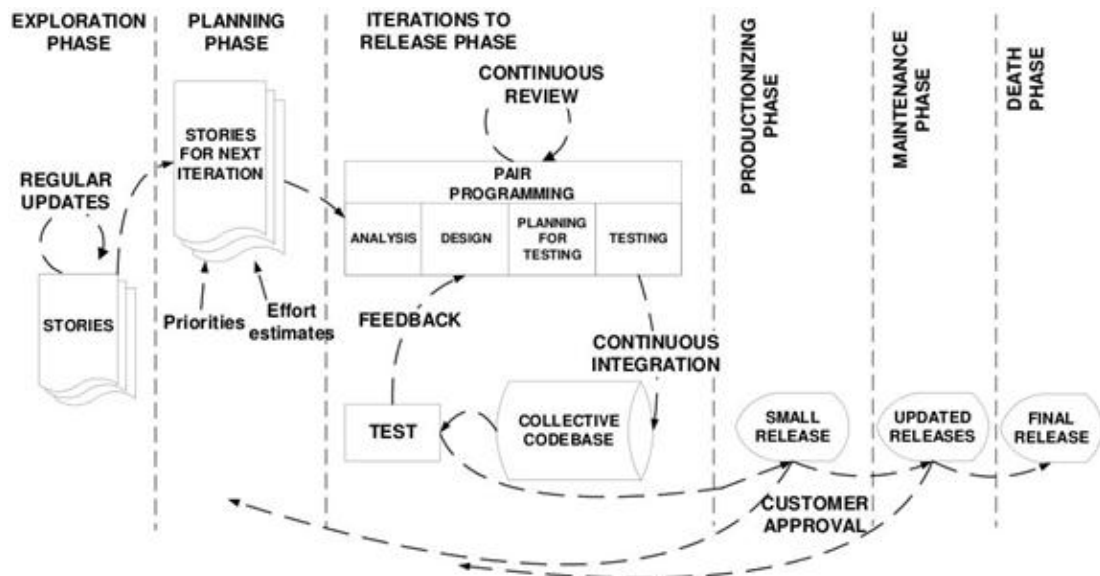 EXPLORATION
PHASE
PLANNING
PHASE
ITERATIONS TO
RELEASE PHASE
PRODUCTIONIZING
PHASE
MAINTENANCE
PHASE
DEATH
PHASE
CONTINUOUS
REVIEW
STORIES
FOR NEXT
ITERATION
REGULAR
UPDATES
PAIR
PROGRAMMING
ANALYSIS
DESIGN
PLANNING
FOR
TESTING
TESTING
STORIES
Priorities
Effort
estimates
FEEDBACK
CONTINUOUS
INTEGRATION
TEST
COLLECTIVE
CODEBASE
SMALL
RELEASE
UPDATED
RELEASES
FINAL
RELEASE
CUSTOMER
APPROVAL